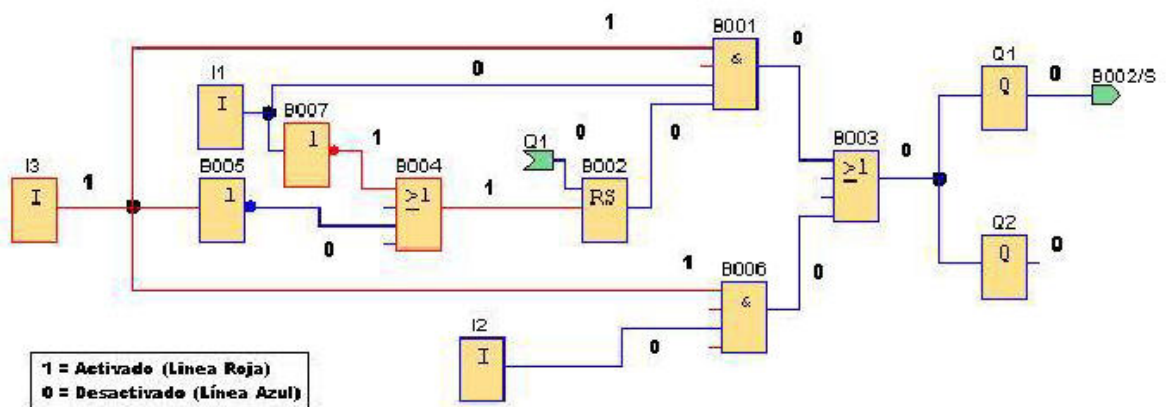 1 B001 0
& Q1 0 B002/S
I1 0 Q
I B007
1 1 Q1 0 0 B003 0
I3 1 B005 B004 B002
I 1 >1 1 RS >1
0 Q2 0
1 B006 0 Q
&
I2 0
I
1 = Activado (Linea Roja)
0 = Desactivado (Línea Azul)